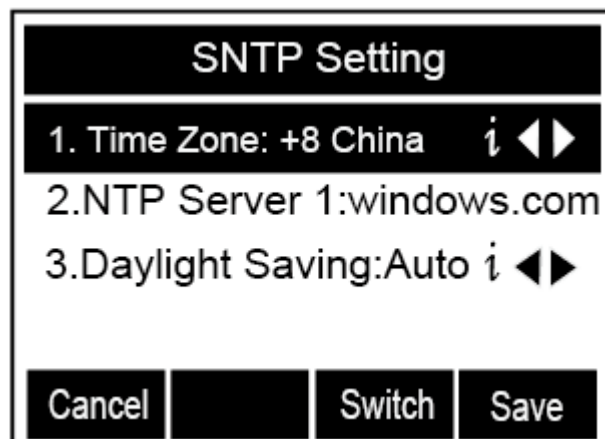 SNTP Setting
1. Time Zone: +8 China i
2.NTP Server 1:windows.com
3.Daylight Saving:Auto i
Cancel Switch Save